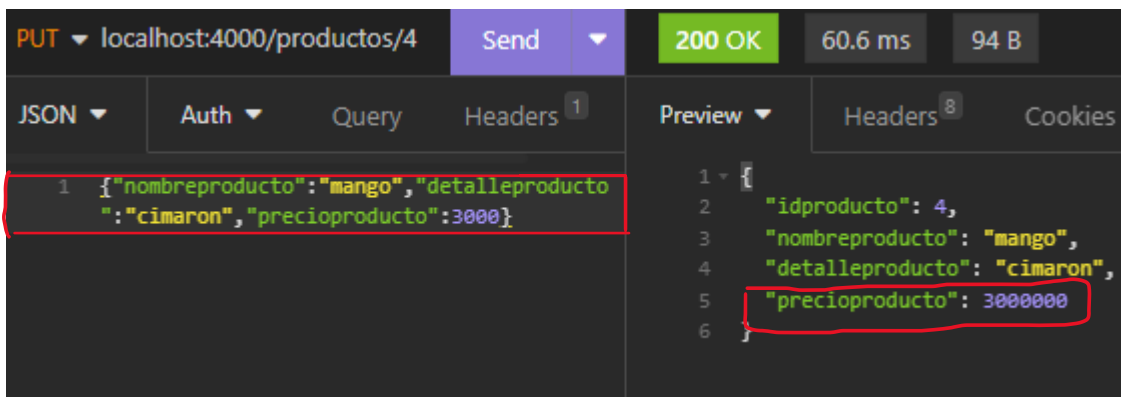 PUT localhost:4000/productos/4 Send 200 OK 60.6 ms 94 B
JSON Auth Query Headers 1 Preview Headers 8 Cookies
1 {"nombreproducto":"mango","detalleproducto
":"cimaron","precioproducto":3000}
1 {
2 "idproducto": 4,
3 "nombreproducto": "mango",
4 "detalleproducto": "cimaron",
5 "precioproducto": 3000000
6 }